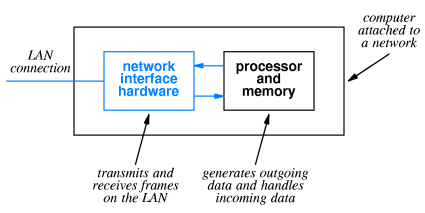 computer
attached to
a network
LAN
connection
network
interface
hardware
processor
and
memory
transmits and
receives frames
on the LAN
generates outgoing
data and handles
incoming data